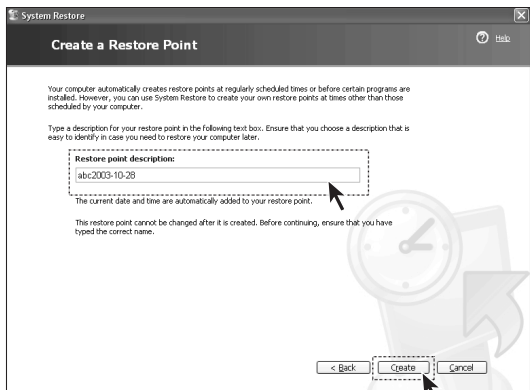 System Restore
Create a Restore Point
Help
Your computer automatically creates restore points at regularly scheduled times or before certain programs are
installed. However, you can use System Restore to create your own restore points at times other than those
scheduled by your computer.
Type a description for your restore point in the following text box. Ensure that you choose a description that is
easy to identify in case you need to restore your computer later.
Restore point description:
abc2003-10-28
The current date and time are automatically added to your restore point.
This restore point cannot be changed after it is created. Before continuing, ensure that you have
typed the correct name.
< Back
Create
Cancel